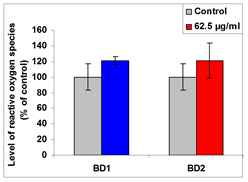 Control
62.5 µg/ml
Level of reactive oxygen species
(% of control)
140
120
100
80
60
40
20
0
BD1
BD2